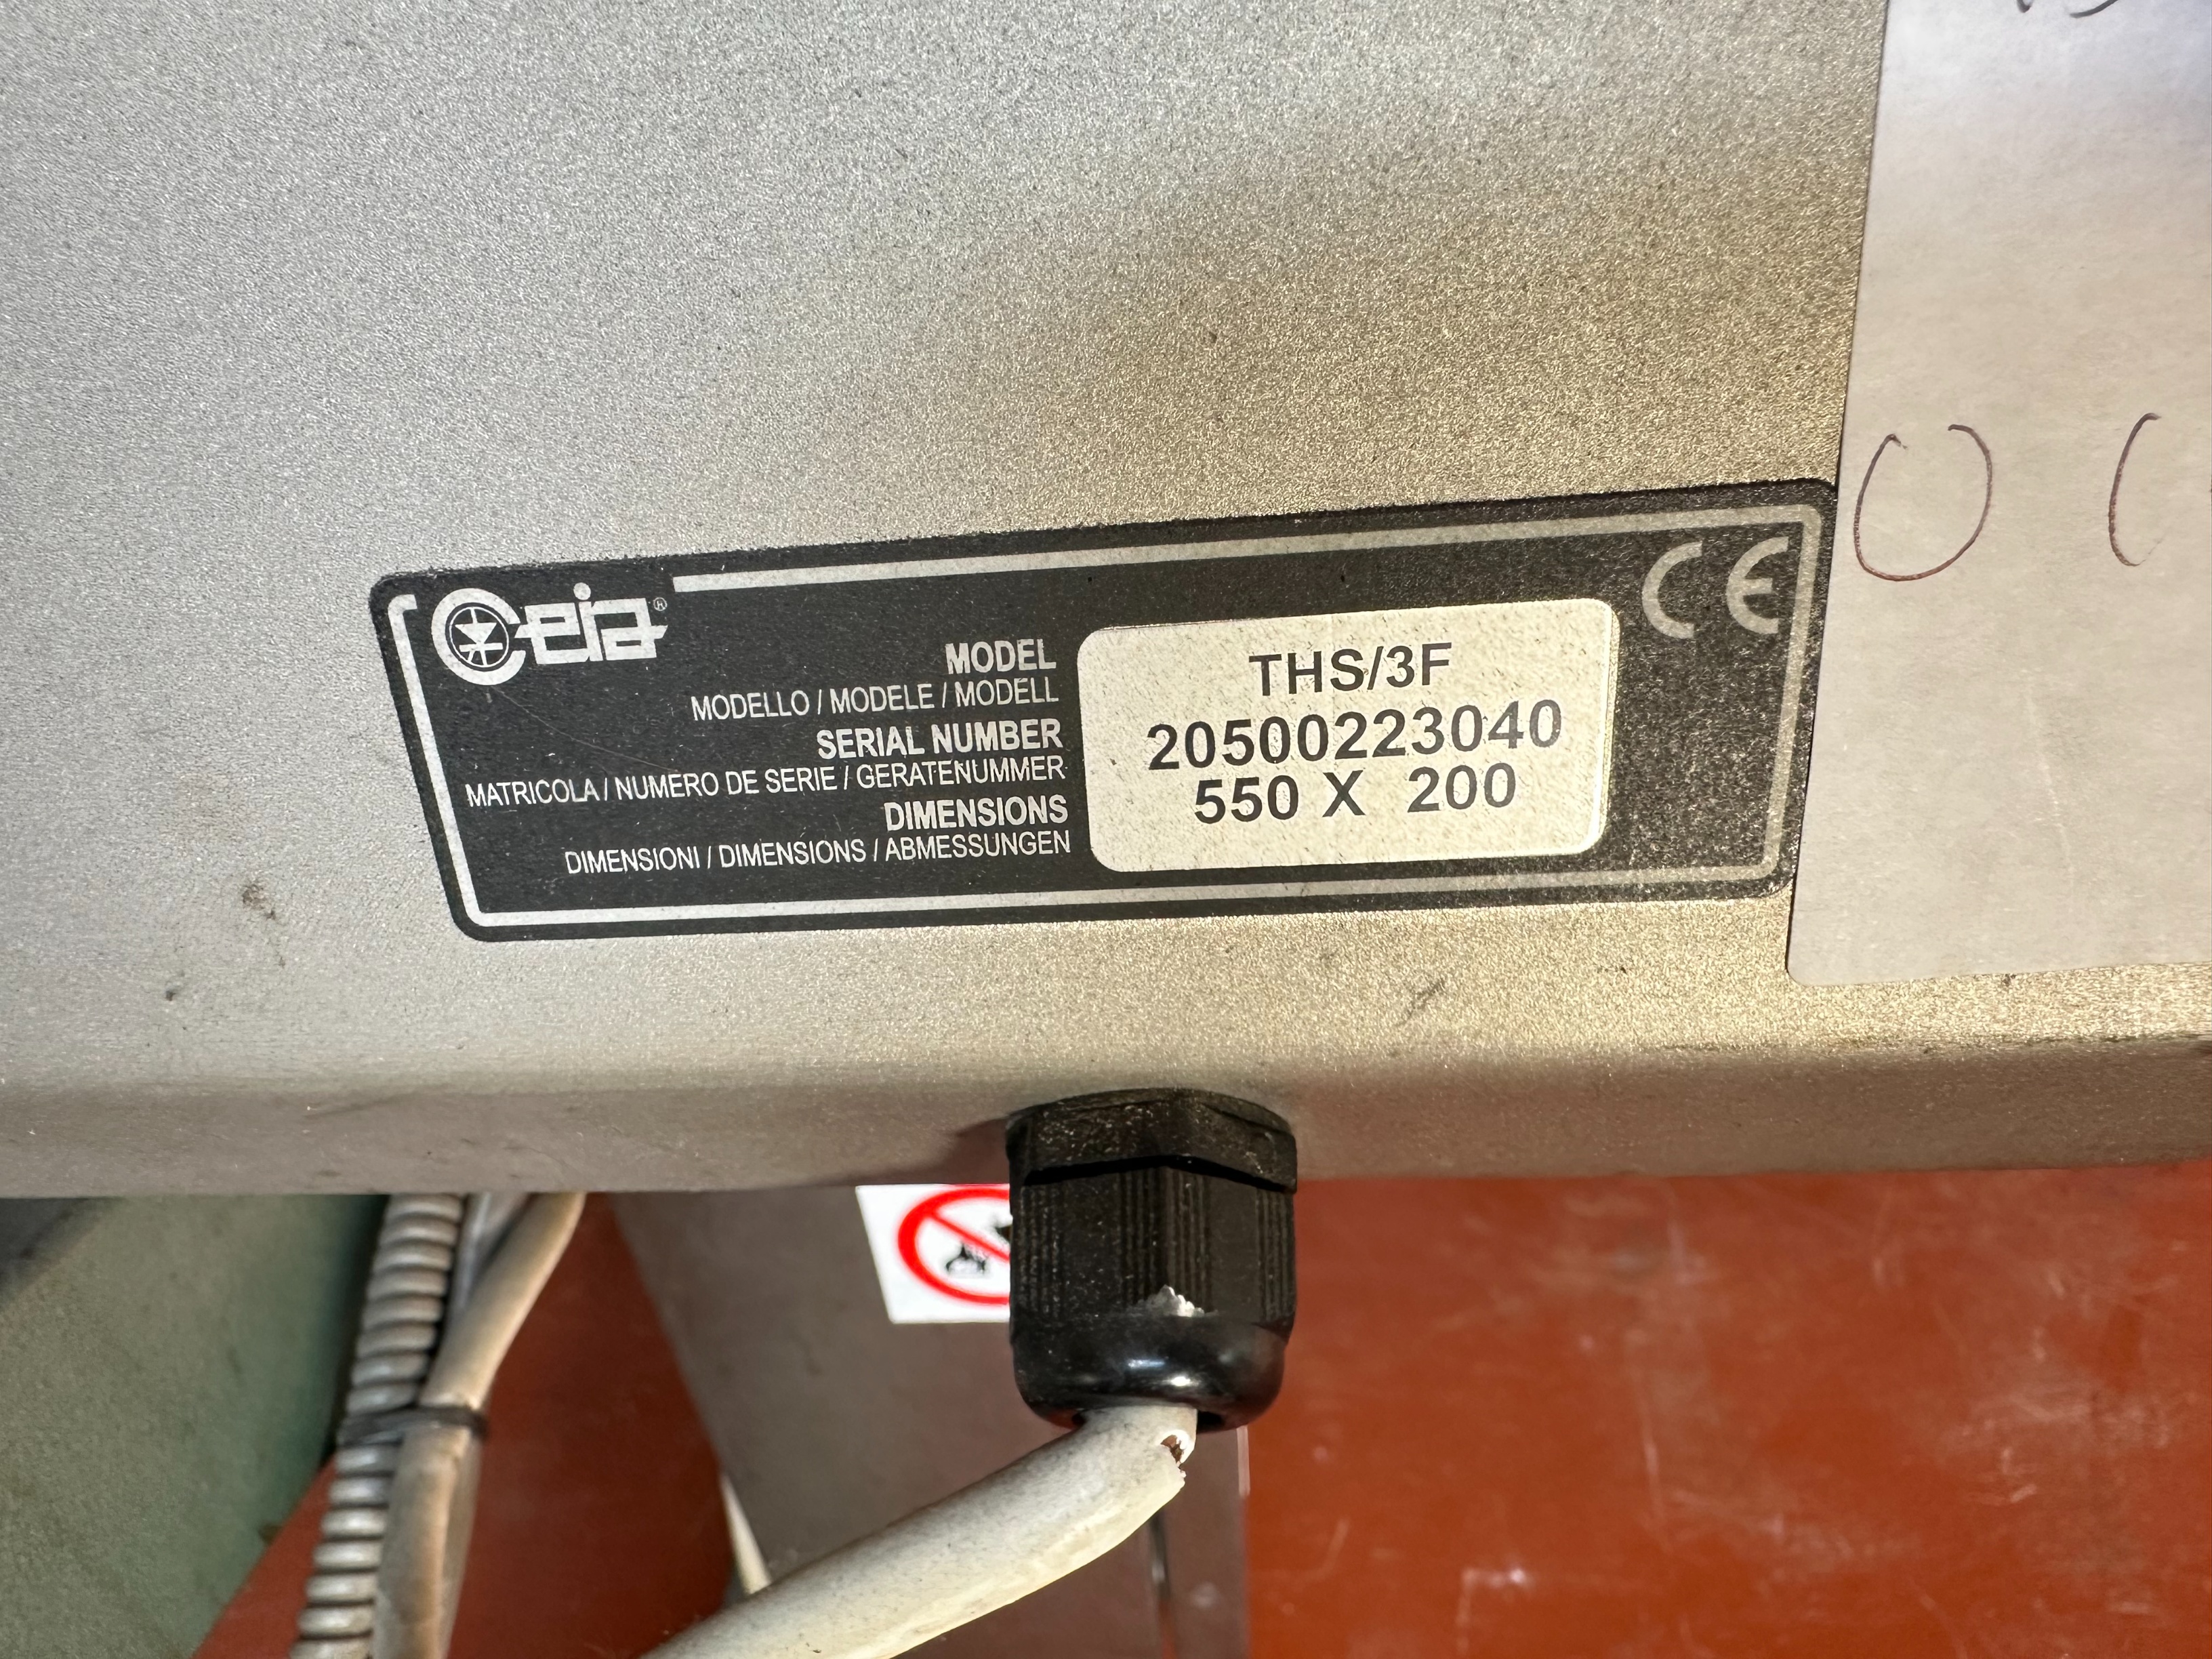 Ceia®
CE
MODEL
MODELLO / MODELE / MODELL
THS/3F
SERIAL NUMBER
MATRICOLA / NUMERO DE SERIE / GERATENUMMER
20500223040
DIMENSIONS
DIMENSIONI / DIMENSIONS / ABMESSUNGEN
550 X 200